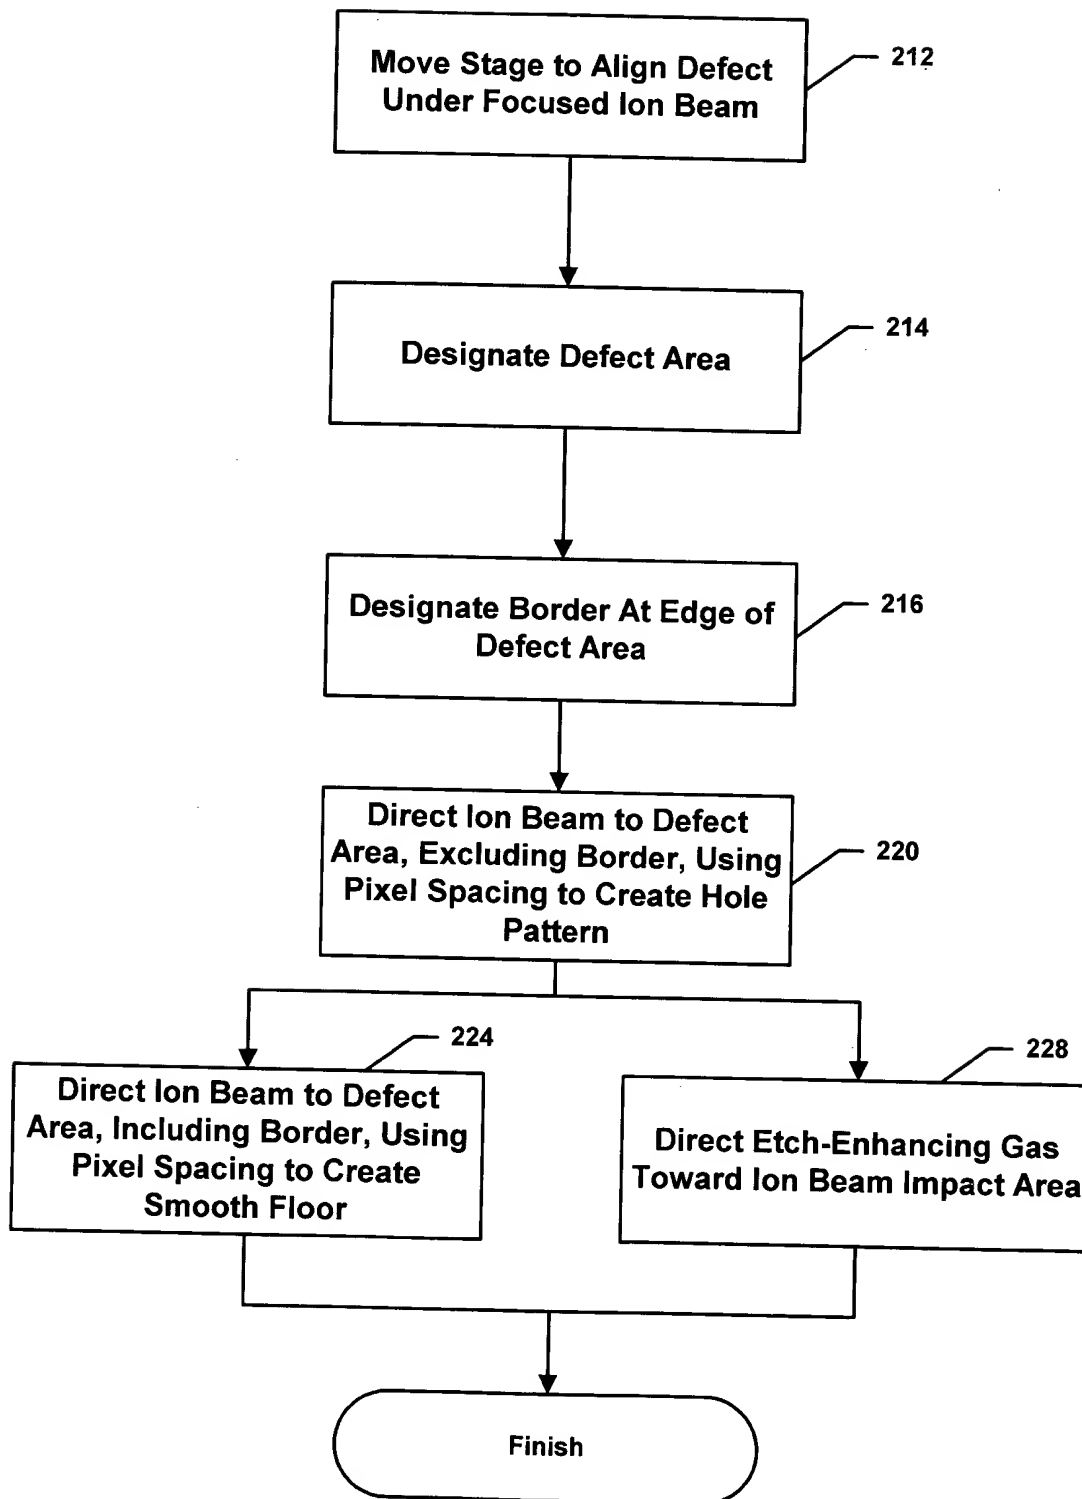 Move Stage to Align Defect
Under Focused Ion Beam
212
Designate Defect Area
214
Designate Border At Edge of
Defect Area
216
Direct Ion Beam to Defect
Area, Excluding Border, Using
Pixel Spacing to Create Hole
Pattern
220
224
Direct Ion Beam to Defect
Area, Including Border, Using
Pixel Spacing to Create
Smooth Floor
228
Direct Etch-Enhancing Gas
Toward Ion Beam Impact Area
Finish